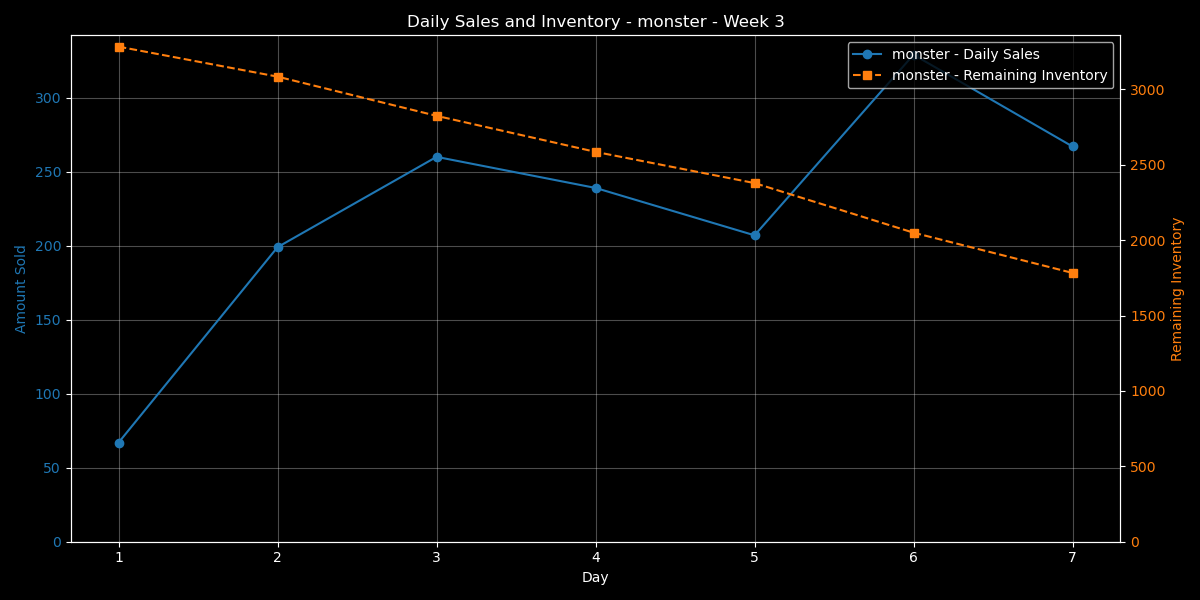 Daily Sales and Inventory - monster - Week 3
monster - Daily Sales
monster - Remaining Inventory
Amount Sold
300
250
200
150
100
50
0
3000
2500
2000
1500
1000
500
0
Remaining Inventory
1 2 3 4 5 6 7
Day